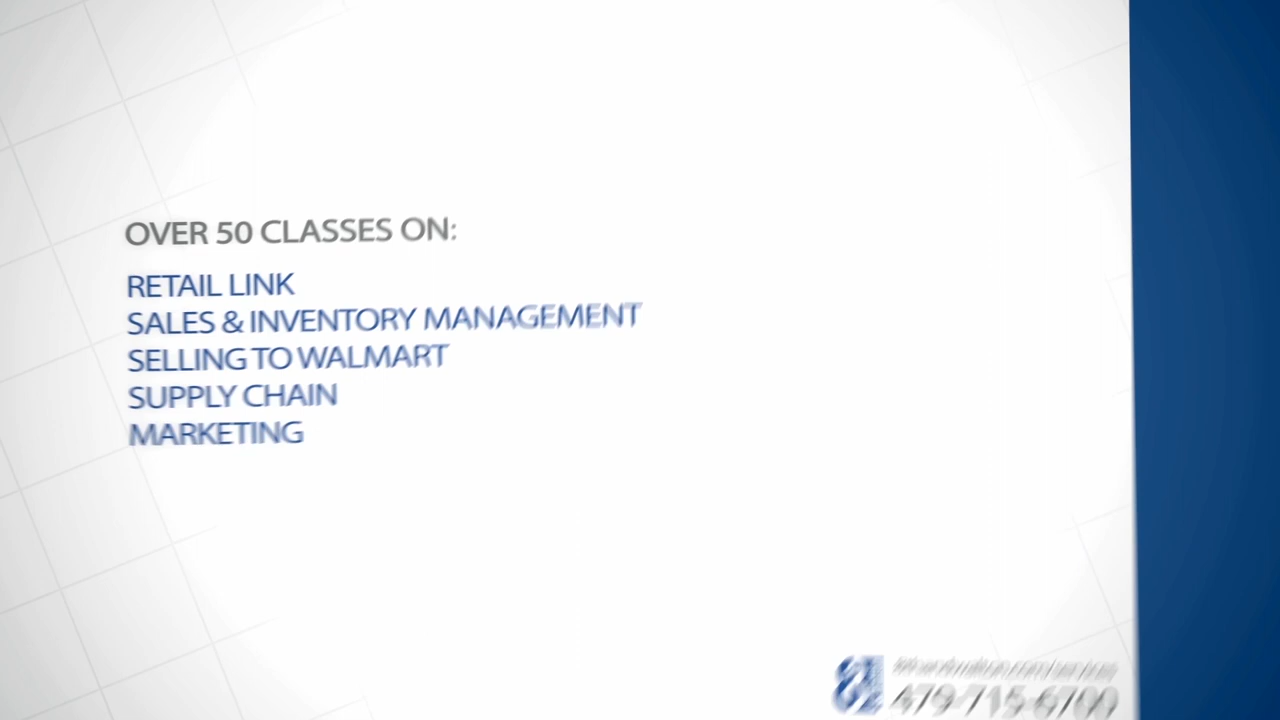 OVER 50 CLASSES ON:
RETAIL LINK
SALES & INVENTORY MANAGEMENT
SELLING TO WALMART
SUPPLY CHAIN
MARKETING
479-715-6700